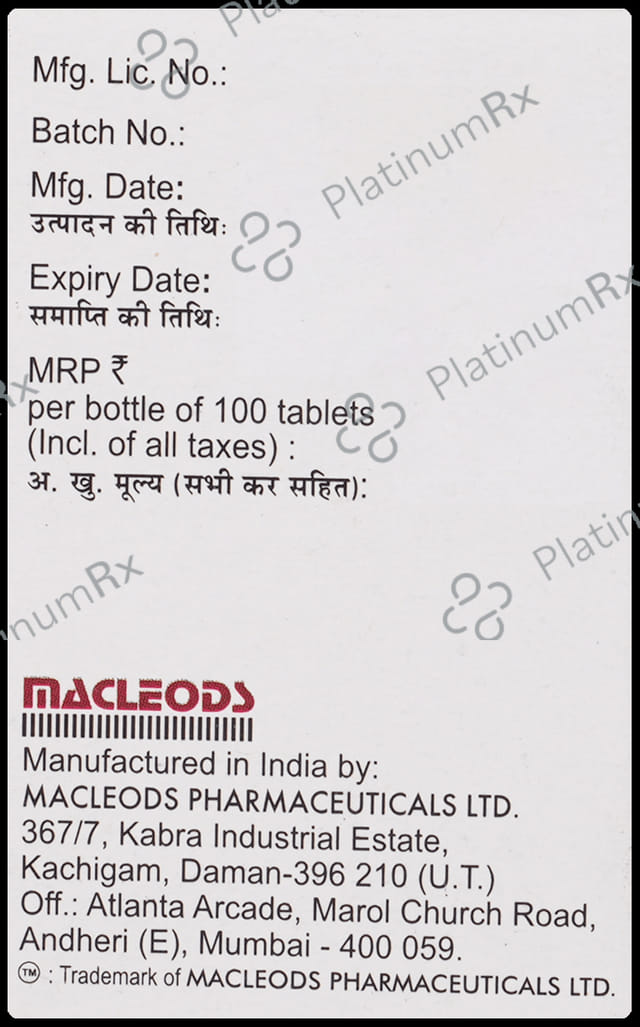 Mfg. Lic. No.:
Batch No.:
Mfg. Date:
उत्पादन की तिथि:
Expiry Date:
समाप्ति की तिथि:
MRP ₹
per bottle of 100 tablets
(Incl. of all taxes) :
अ. खु. मूल्य (सभी कर सहित):
MACLEODS
Manufactured in India by:
MACLEODS PHARMACEUTICALS LTD.
367/7, Kabra Industrial Estate,
Kachigam, Daman-396 210 (U.T.)
Off.: Atlanta Arcade, Marol Church Road,
Andheri (E), Mumbai - 400 059.
TM : Trademark of MACLEODS PHARMACEUTICALS LTD.
PlatinumRx
PlatinumRx